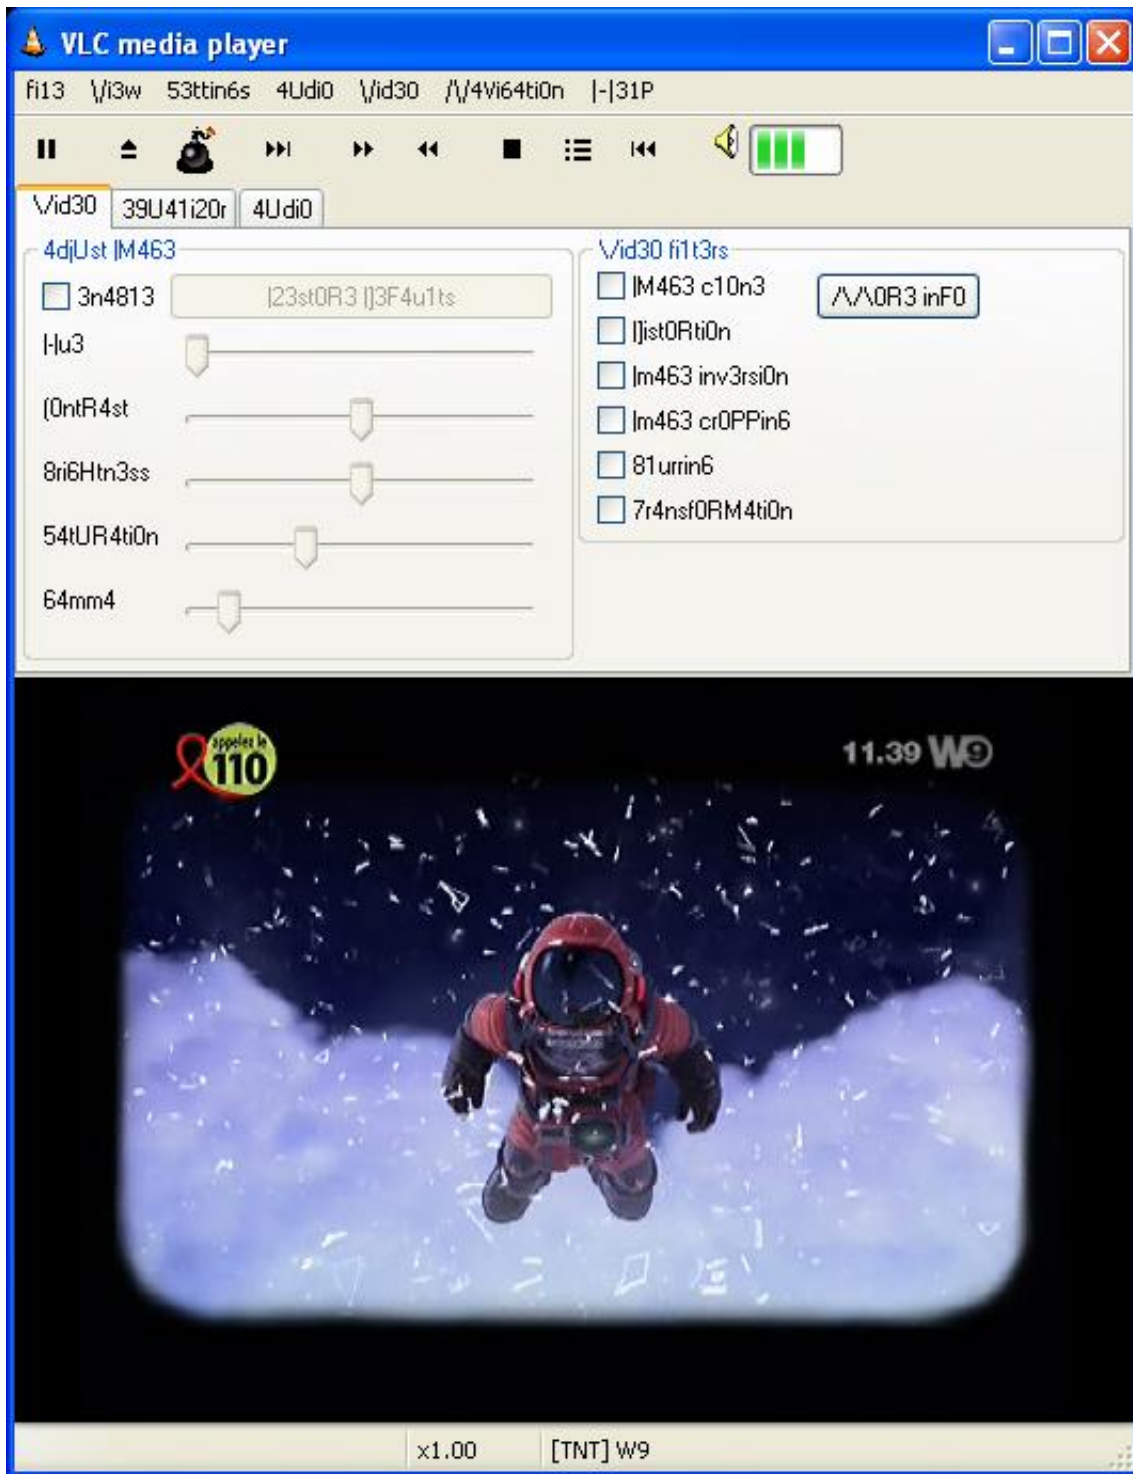 VLC media player
fi13 \/i3w 53ttin6s 4Udi0 \/id30 /\/4Vi64ti0n |-|31P
\/id30 39U41i20r 4Udi0
4djUst |M463
3n4813 |23st0R3 |]3F4u1ts
|-|u3
(0ntR4st
8ri6Htn3ss
54tUR4ti0n
64mm4
\/id30 fi1t3rs
|M463 c10n3 /\/\0R3 inF0
|]ist0Rti0n
|m463 inv3rsi0n
|m463 cr0PPin6
81urrin6
7r4nsf0RM4ti0n
appelez le
110
11.39 W9
x1.00 [TNT] W9